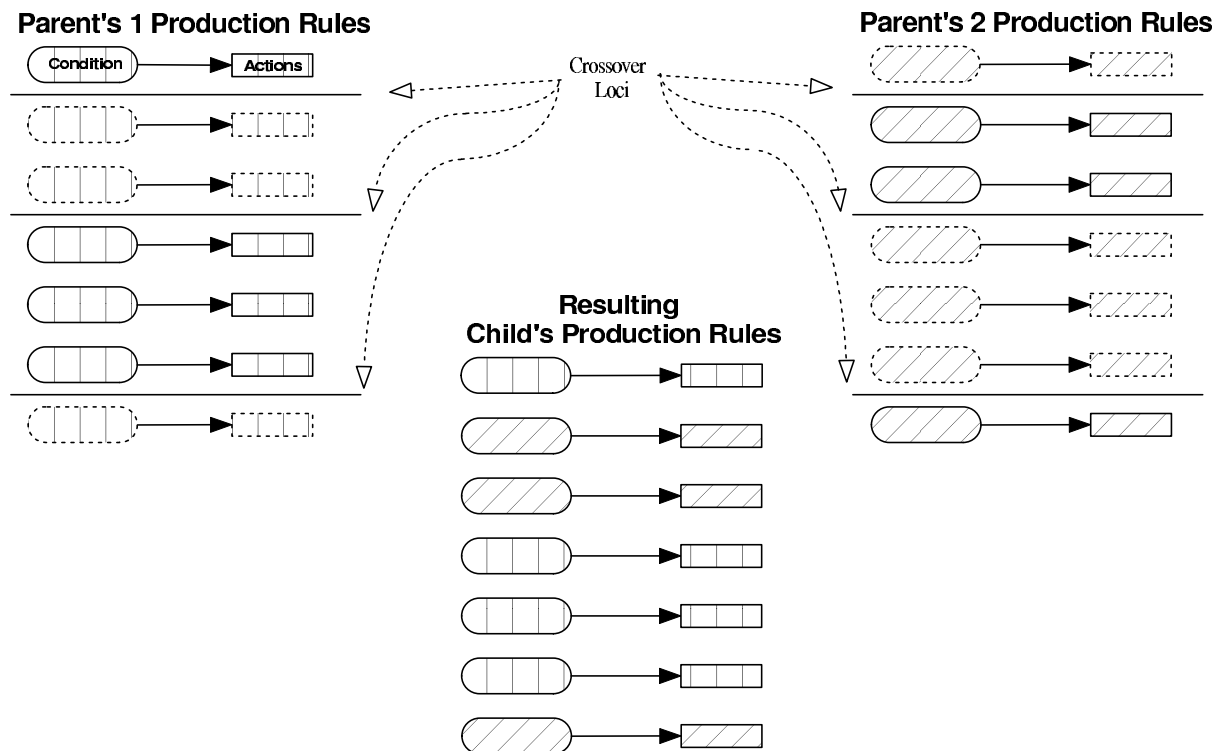 Parent's 1 Production Rules
Condition
Actions
Crossover
Loci
Parent's 2 Production Rules
Resulting
Child's Production Rules